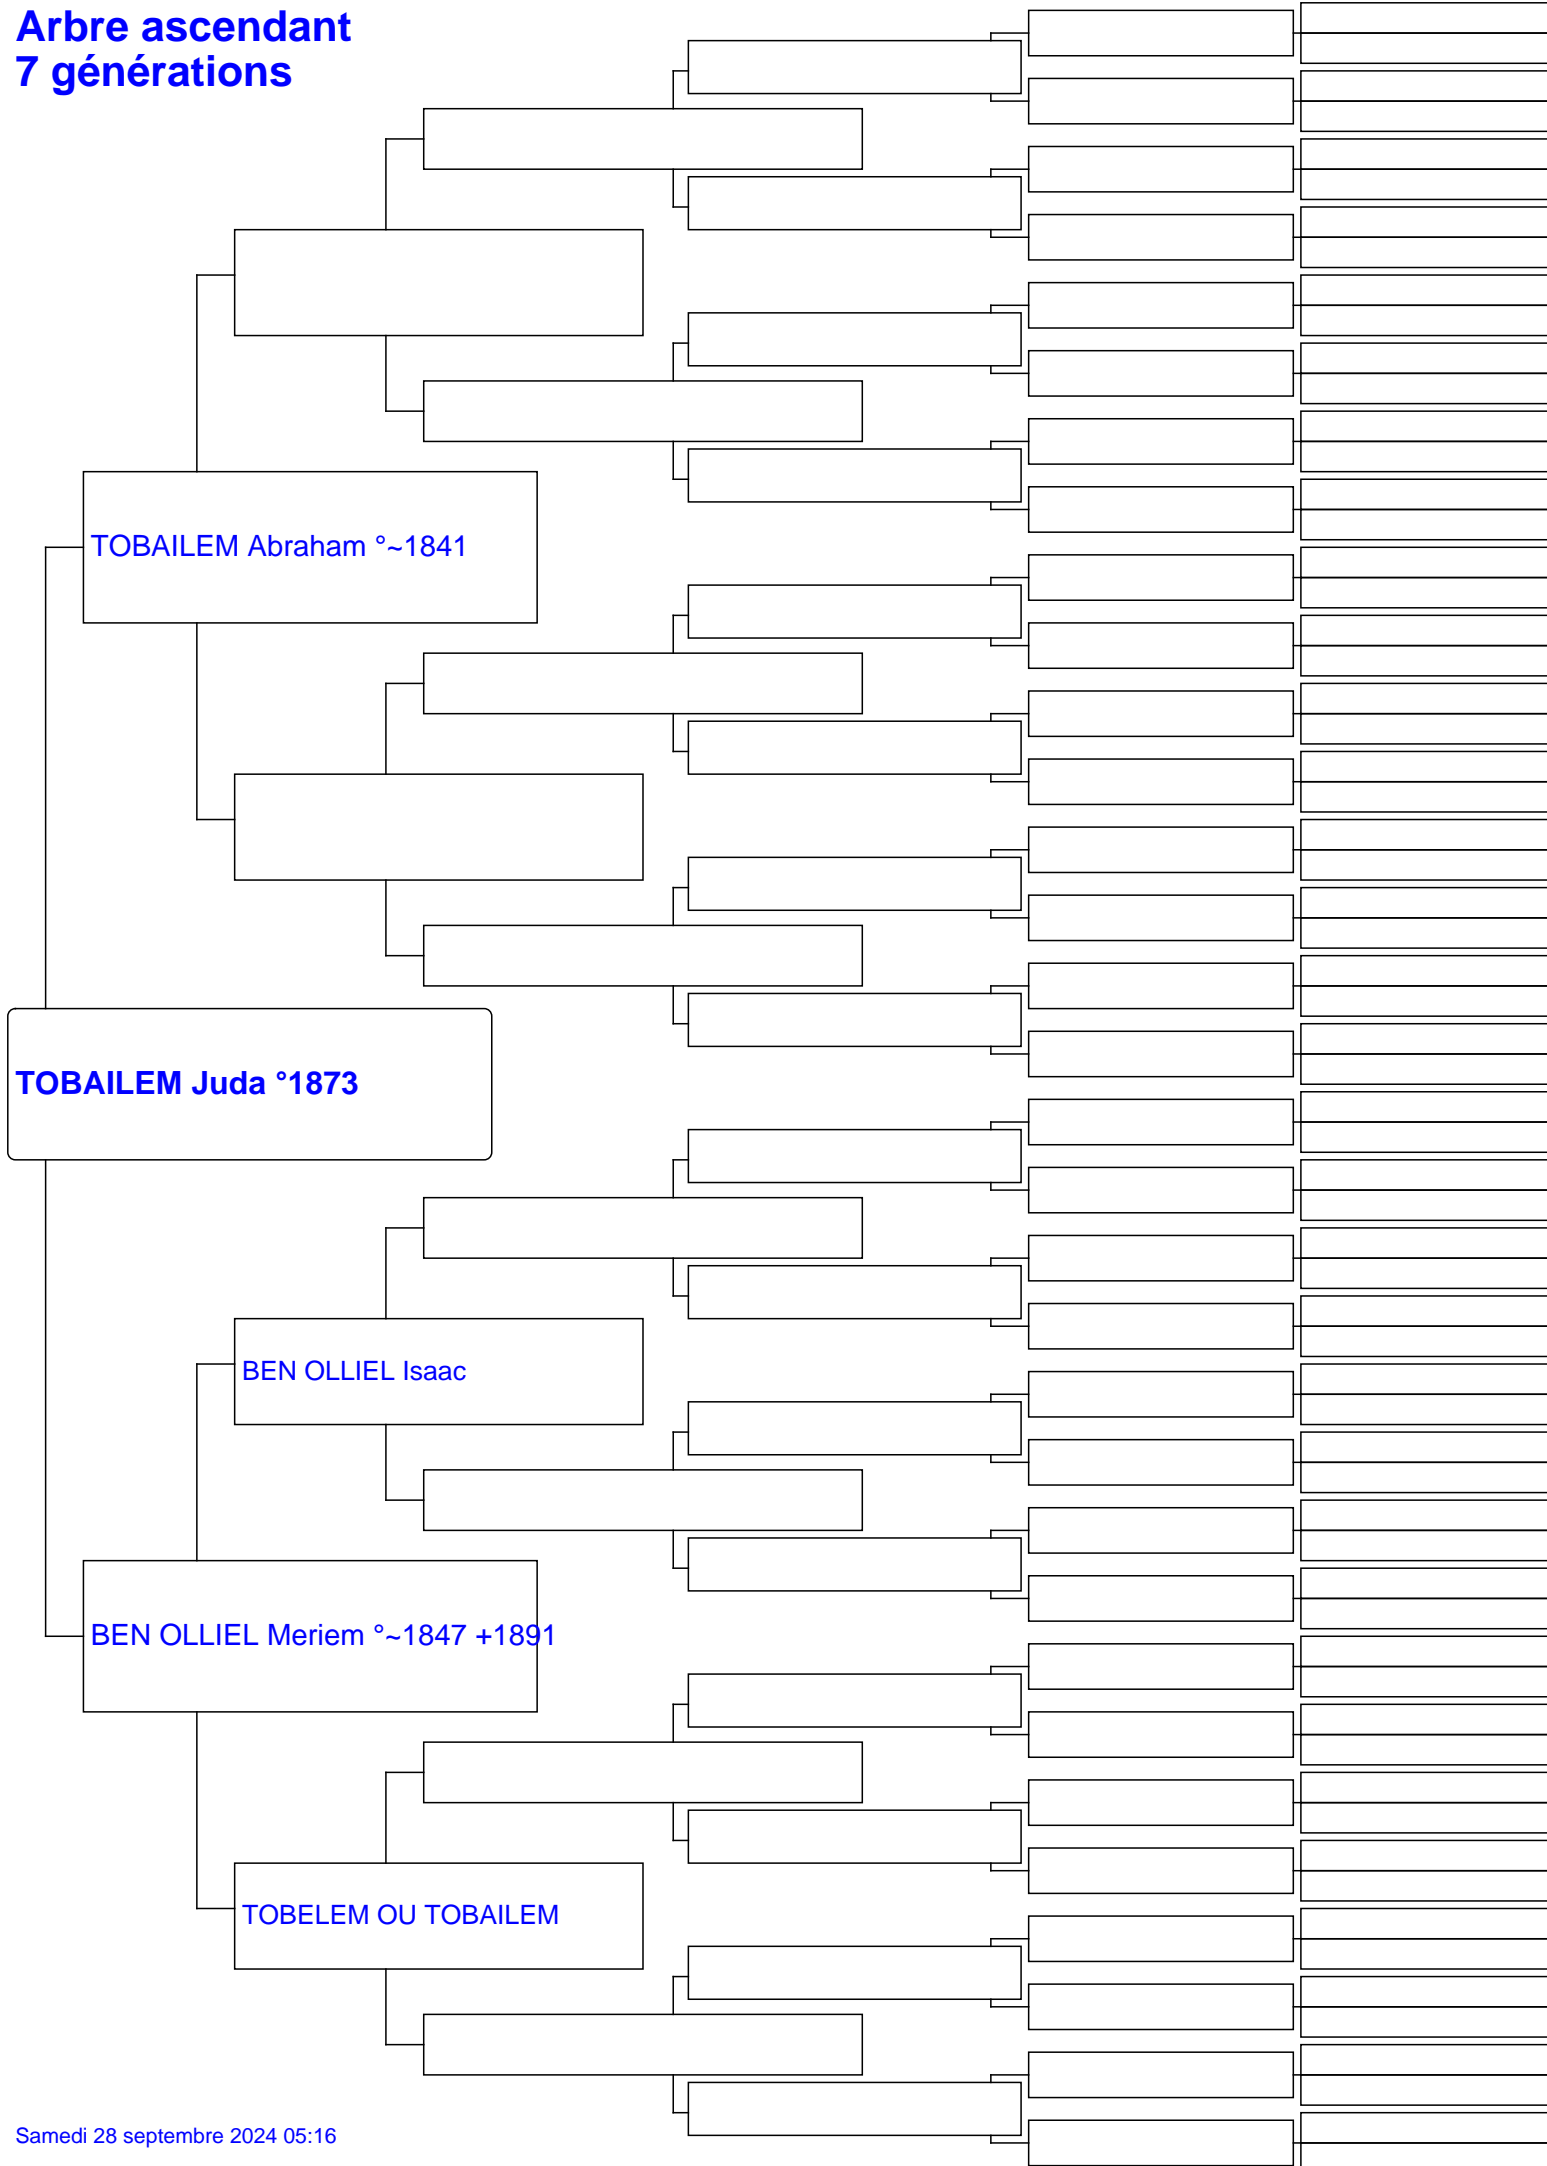 Arbre ascendant
7 générations
TOBAILEM Abraham °~1841
TOBAILEM Juda °1873
BEN OLLIEL Isaac
BEN OLLIEL Meriem °~1847 +1891
TOBELEM OU TOBAILEM
Samedi 28 septembre 2024 05:16